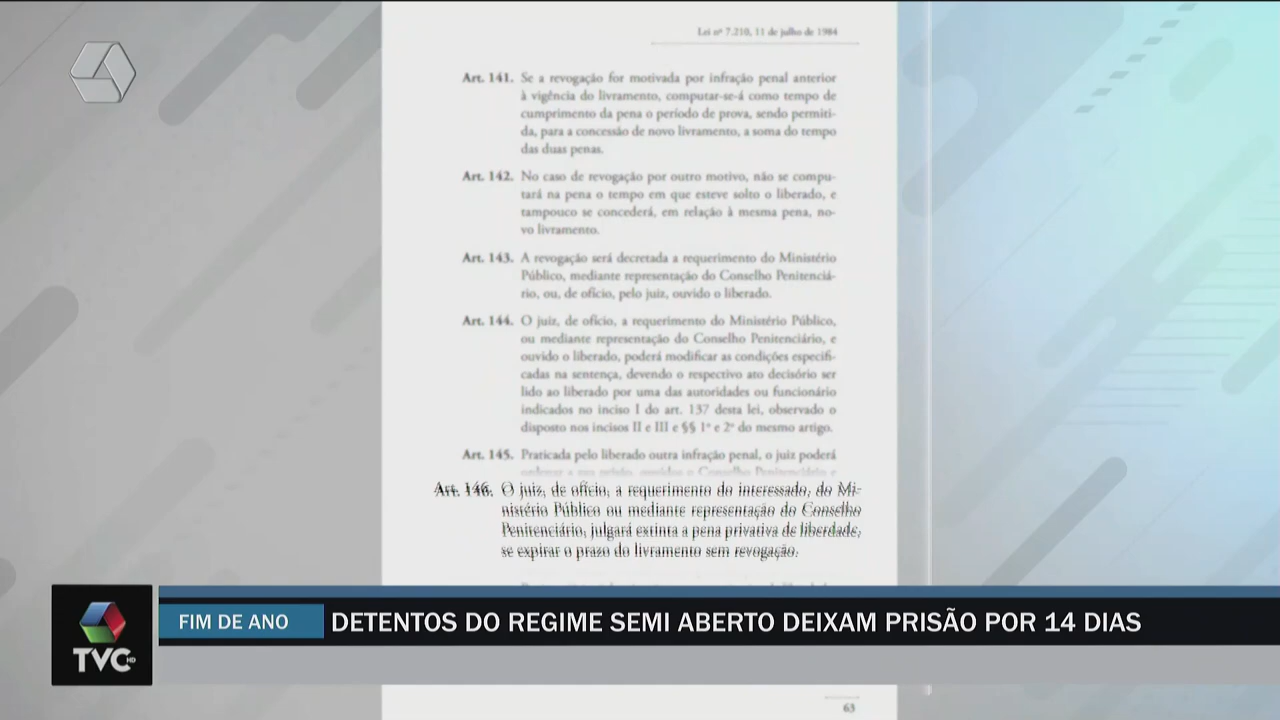 Lei nº 7.210, 11 de julho de 1984
Art. 141. Se a revogação for motivada por infração penal anterior
à vigência do livramento, computar-se-á como tempo de
cumprimento da pena o período de prova, sendo permiti-
da, para a concessão de novo livramento, a soma do tempo
das duas penas.
Art. 142. No caso de revogação por outro motivo, não se compu-
tará na pena o tempo em que esteve solto o liberado, e
tampouco se concederá, em relação à mesma pena, no-
vo livramento.
Art. 143. A revogação será decretada a requerimento do Ministério
Público, mediante representação do Conselho Penitenciá-
rio, ou, de ofício, pelo juiz, ouvido o liberado.
Art. 144. O juiz, de ofício, a requerimento do Ministério Público,
ou mediante representação do Conselho Penitenciário, e
ouvido o liberado, poderá modificar as condições especifi-
cadas na sentença, devendo o respectivo ato decisório ser
lido ao liberado por uma das autoridades ou funcionário
indicados no inciso I do art. 137 desta lei, observado o
disposto nos incisos II e III e §§ 1º e 2º do mesmo artigo.
Art. 145. Praticada pelo liberado outra infração penal, o juiz poderá
Art. 146. O juiz, de ofício, a requerimento do interessado, do Mi-
nistério Público ou mediante representação do Conselho
Penitenciário, julgará extinta a pena privativa de liberdade,
se expirar o prazo do livramento sem revogação.
FIM DE ANO DETENTOS DO REGIME SEMI ABERTO DEIXAM PRISÃO POR 14 DIAS
TVC HD
63